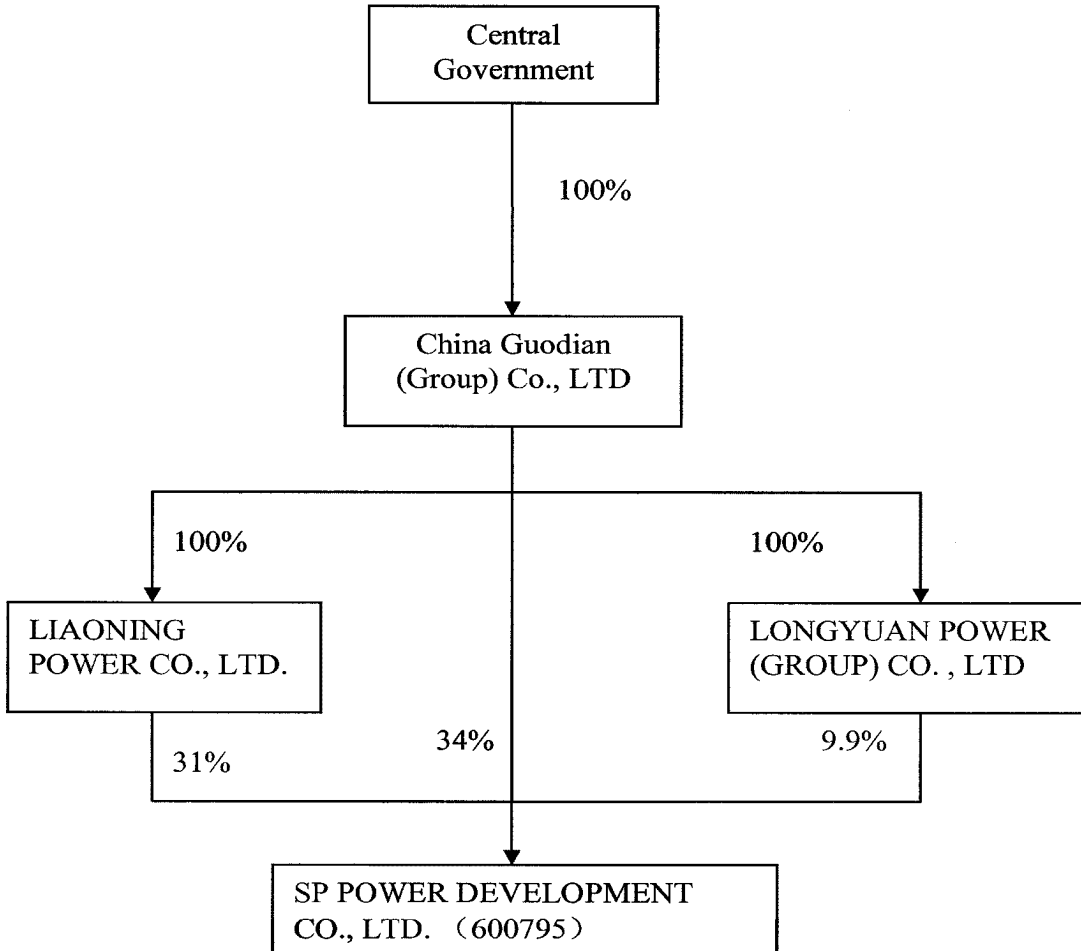 Central
Government
100%
China Guodian
(Group) Co., LTD
100%
100%
LIAONING
POWER CO., LTD.
LONGYUAN POWER
(GROUP) CO. , LTD
31%
34%
9.9%
SP POWER DEVELOPMENT
CO., LTD. （600795）